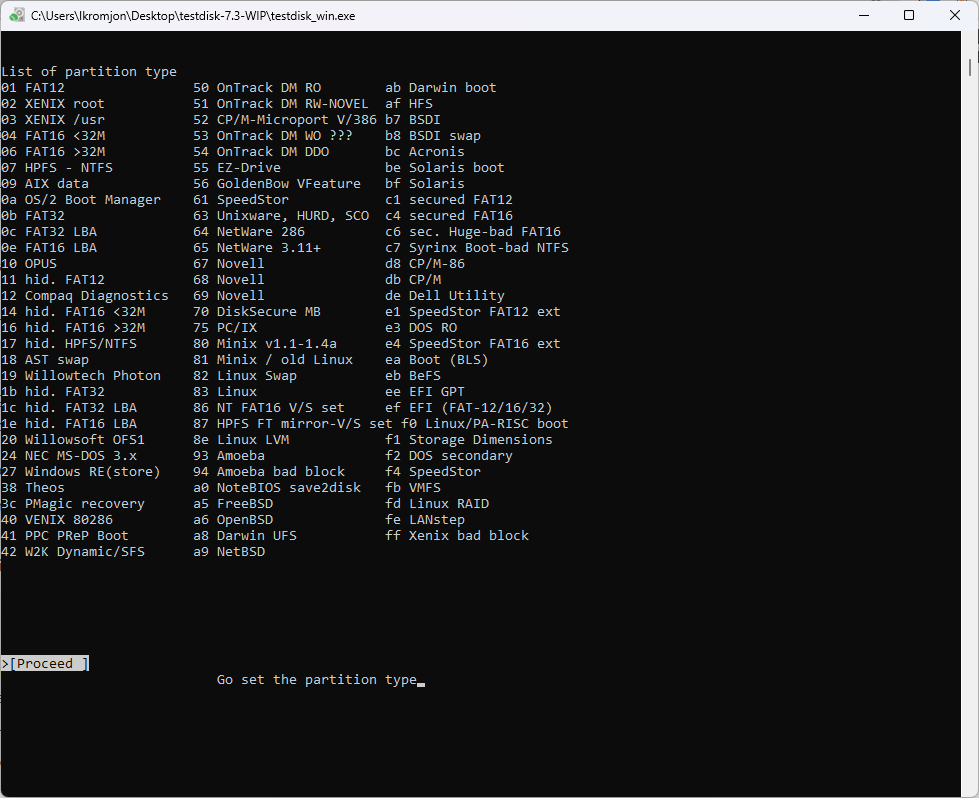 C:\Users\Ikromjon\Desktop\testdisk-7.3-WIP\testdisk_win.exe
List of partition type
01 FAT12 50 OnTrack DM RO ab Darwin boot
02 XENIX root 51 OnTrack DM RW-NOVEL af HFS
03 XENIX /usr 52 CP/M-Microport V/386 b7 BSDI
04 FAT16 <32M 53 OnTrack DM WO ??? b8 BSDI swap
06 FAT16 >32M 54 OnTrack DM DDO bc Acronis
07 HPFS - NTFS 55 EZ-Drive be Solaris boot
09 AIX data 56 GoldenBow VFeature bf Solaris
0a OS/2 Boot Manager 61 SpeedStor c1 secured FAT12
0b FAT32 63 Unixware, HURD, SCO c4 secured FAT16
0c FAT32 LBA 64 NetWare 286 c6 sec. Huge-bad FAT16
0e FAT16 LBA 65 NetWare 3.11+ c7 Syrinx Boot-bad NTFS
10 OPUS 67 Novell d8 CP/M-86
11 hid. FAT12 68 Novell db CP/M
12 Compaq Diagnostics 69 Novell de Dell Utility
14 hid. FAT16 <32M 70 DiskSecure MB e1 SpeedStor FAT12 ext
16 hid. FAT16 >32M 75 PC/IX e3 DOS RO
17 hid. HPFS/NTFS 80 Minix v1.1-1.4a e4 SpeedStor FAT16 ext
18 AST swap 81 Minix / old Linux ea Boot (BLS)
19 Willowtech Photon 82 Linux Swap eb BeFS
1b hid. FAT32 83 Linux ee EFI GPT
1c hid. FAT32 LBA 86 NT FAT16 V/S set ef EFI (FAT-12/16/32)
1e hid. FAT16 LBA 87 HPFS FT mirror-V/S set f0 Linux/PA-RISC boot
20 Willowsoft OFS1 8e Linux LVM f1 Storage Dimensions
24 NEC MS-DOS 3.x 93 Amoeba f2 DOS secondary
27 Windows RE(store) 94 Amoeba bad block f4 SpeedStor
38 Theos a0 NoteBIOS save2disk fb VMFS
3c PMagic recovery a5 FreeBSD fd Linux RAID
40 VENIX 80286 a6 OpenBSD fe LANstep
41 PPC PReP Boot a8 Darwin UFS ff Xenix bad block
42 W2K Dynamic/SFS a9 NetBSD
>[Proceed ]
Go set the partition type_